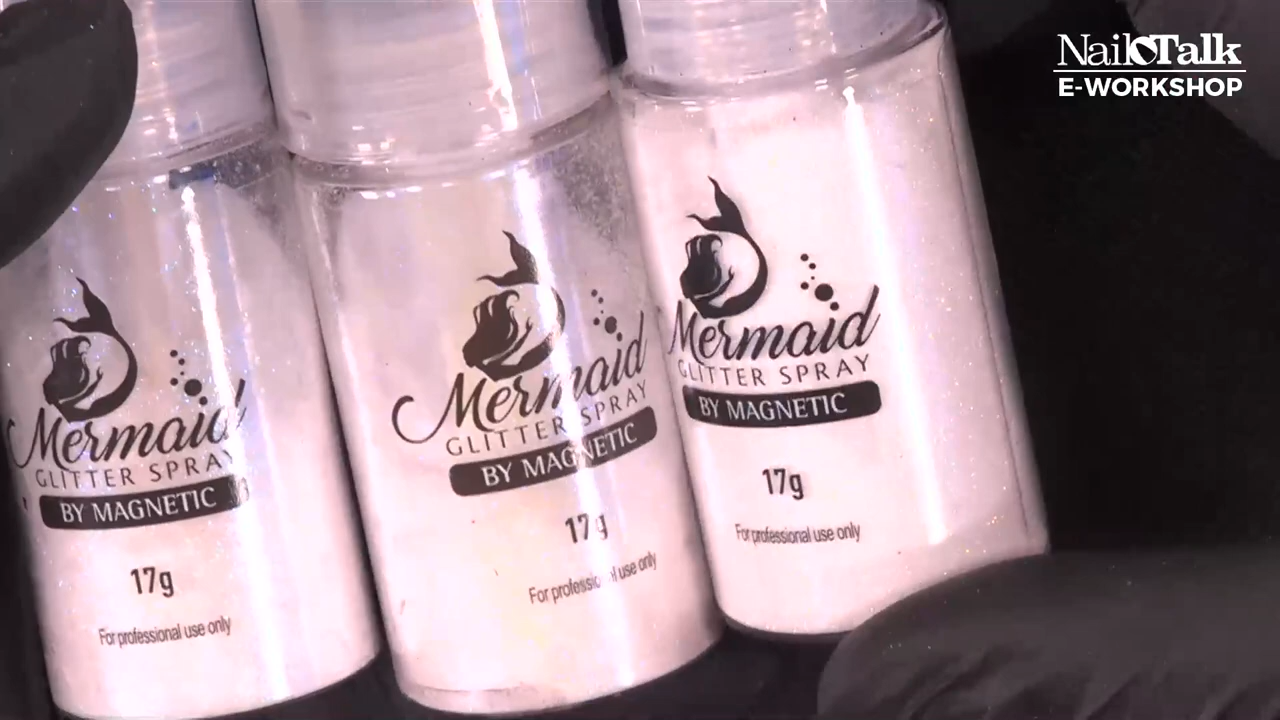 NailTalk
E-WORKSHOP
Mermaid
GLITTER SPRAY
BY MAGNETIC
17g
For professional use only
Mermaid
GLITTER SPRAY
BY MAGNETIC
17g
For professional use only
Mermaid
GLITTER SPRAY
BY MAGNETIC
17g
For professional use only